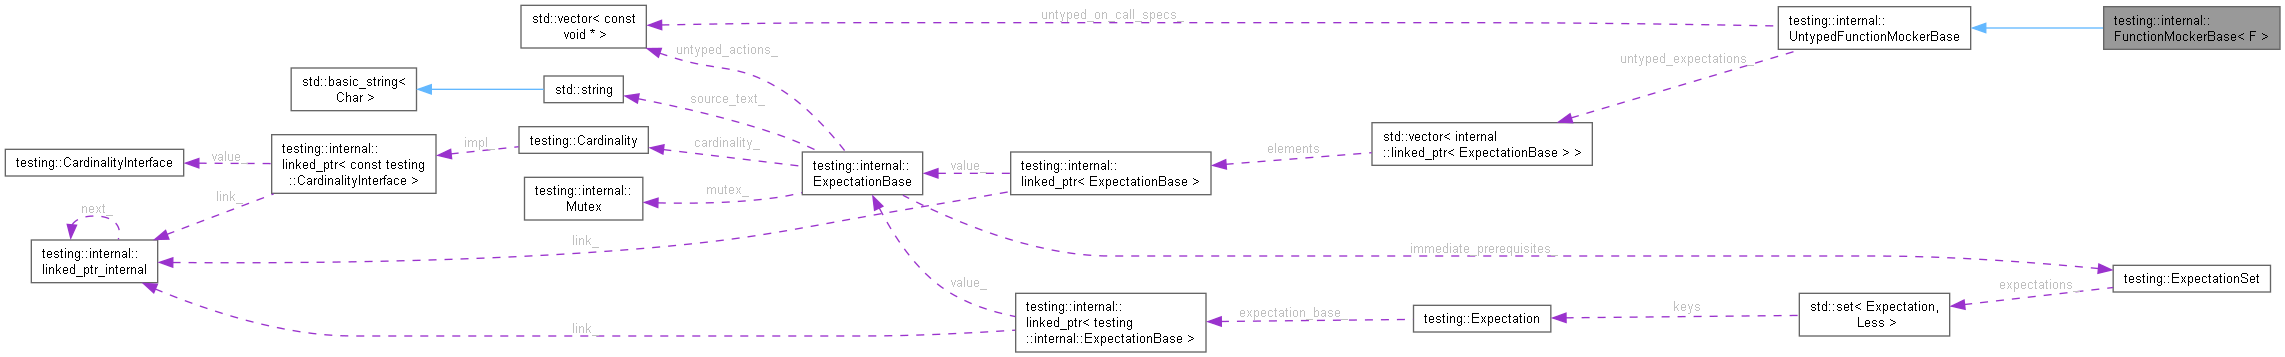 std::vector< const
void * >
untyped_on_call_specs_
testing::internal::
UntypedFunctionMockerBase
testing::internal::
FunctionMockerBase< F >
untyped_actions_
untyped_expectations_
std::basic_string<
Char >
std::string
source_text_
testing::CardinalityInterface
value_
testing::internal::
linked_ptr< const testing
::CardinalityInterface >
impl_
testing::Cardinality
cardinality_
testing::internal::
ExpectationBase
value_
testing::internal::
linked_ptr< ExpectationBase >
elements
std::vector< internal
::linked_ptr< ExpectationBase > >
testing::internal::
Mutex
mutex_
link_
next_
testing::internal::
linked_ptr_internal
link_
immediate_prerequisites_
testing::ExpectationSet
expectations_
value_
testing::internal::
linked_ptr< testing
::internal::ExpectationBase >
expectation_base_
testing::Expectation
keys
std::set< Expectation,
Less >
link_